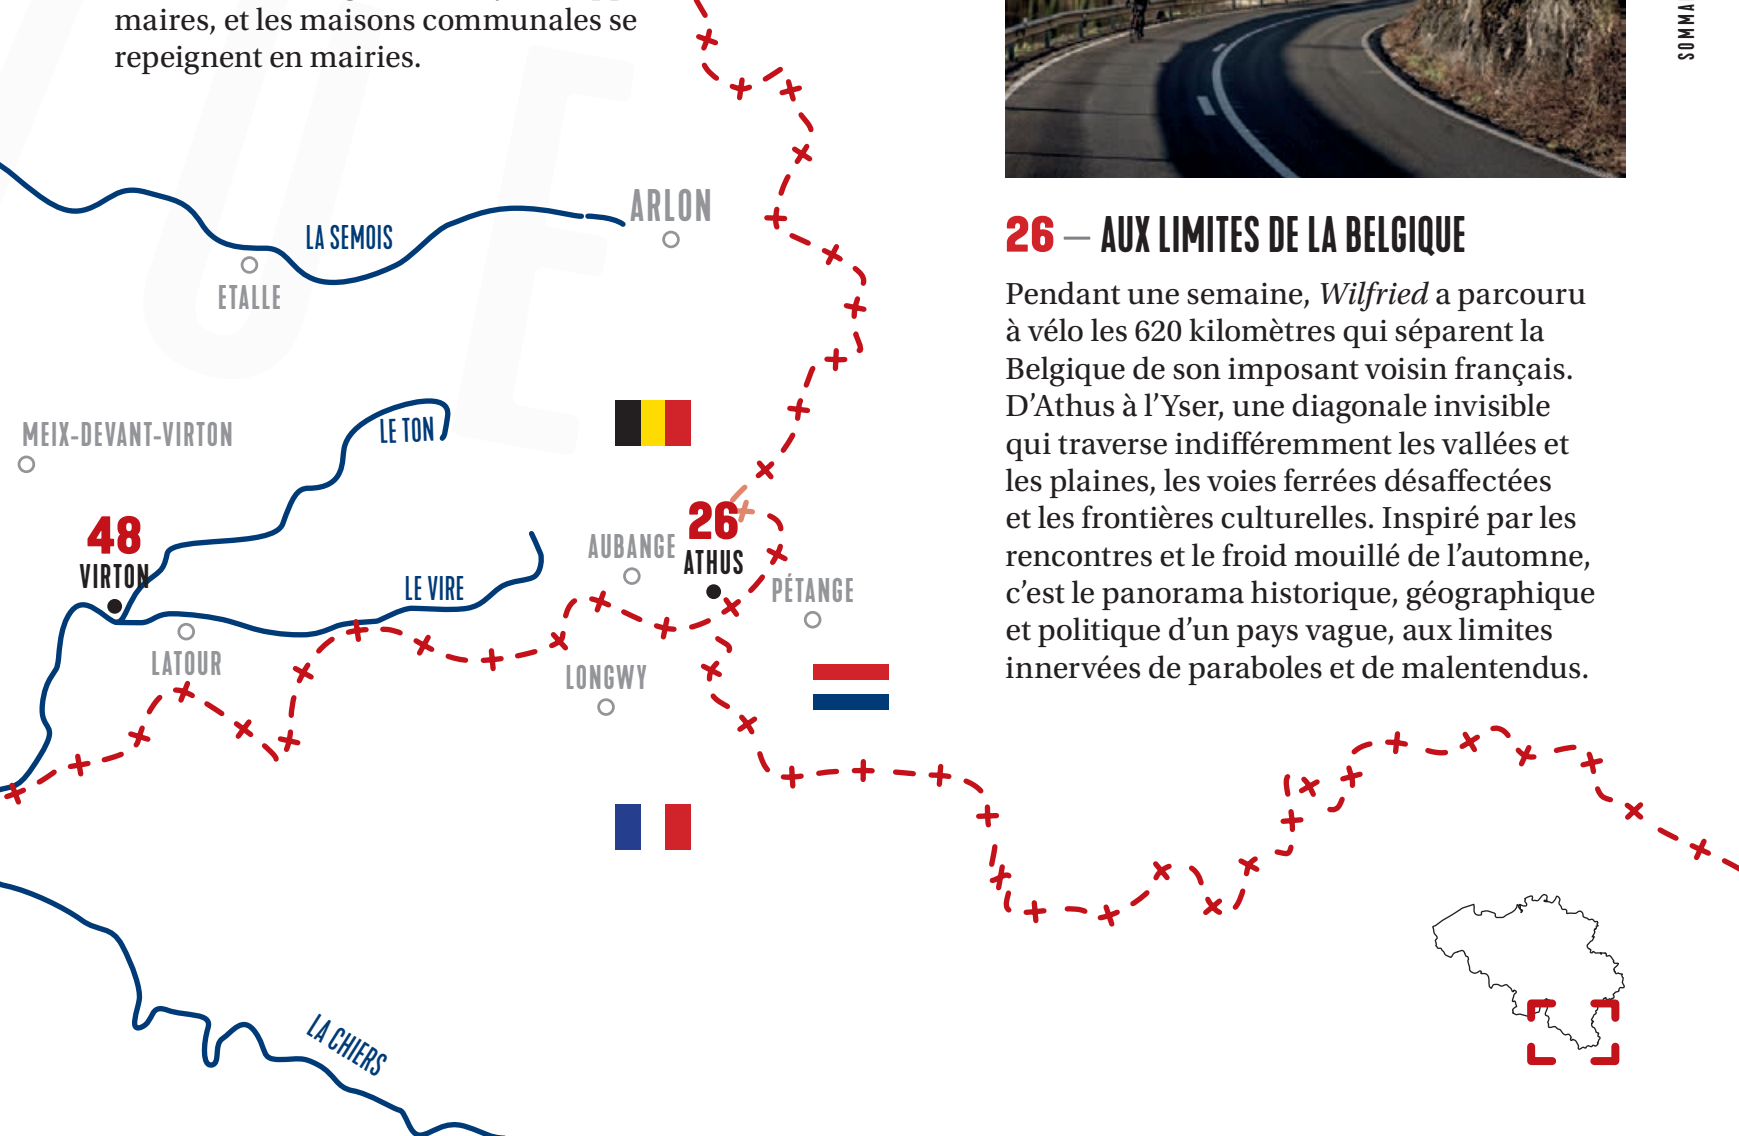 maires, et les maisons communales se
repeignent en mairies.
SOMMA
ARLON
LA SEMOIS
ETALLE
LE TON
MEIX-DEVANT-VIRTON
48
VIRTON
26
AUBANGE
ATHUS
LE VIRE
PÉTANGE
LATOUR
LONGWY
LA CHIERS
26 — AUX LIMITES DE LA BELGIQUE
Pendant une semaine, Wilfried a parcouru
à vélo les 620 kilomètres qui séparent la
Belgique de son imposant voisin français.
D’Athus à l’Yser, une diagonale invisible
qui traverse indifféremment les vallées et
les plaines, les voies ferrées désaffectées
et les frontières culturelles. Inspiré par les
rencontres et le froid mouillé de l’automne,
c’est le panorama historique, géographique
et politique d’un pays vague, aux limites
innervées de paraboles et de malentendus.